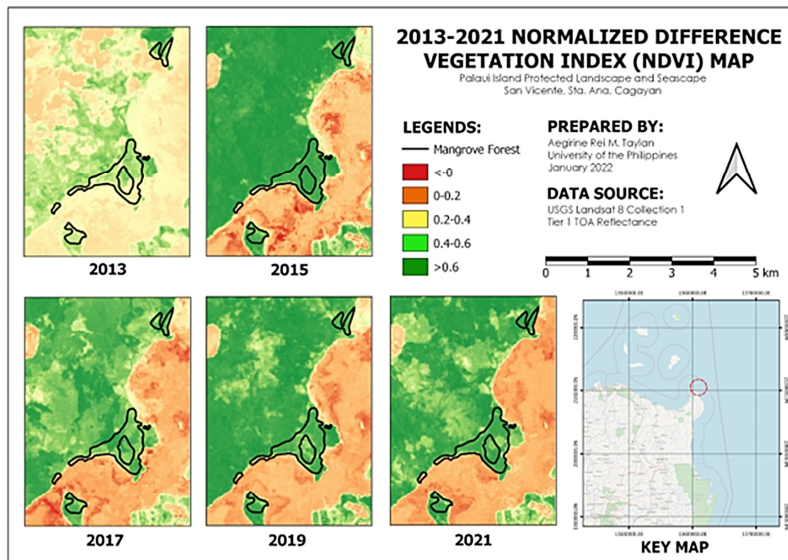 2013-2021 NORMALIZED DIFFERENCE
VEGETATION INDEX (NDVI) MAP
Palaui Island Protected Landscape and Seascape
San Vicente, Sta. Ana, Cagayan
LEGENDS:
Mangrove Forest
<-0
0-0.2
0.2-0.4
0.4-0.6
>0.6
PREPARED BY:
Aegirine Rei M. Taylan
University of the Philippines
January 2022
DATA SOURCE:
USGS Landsat 8 Collection 1
Tier 1 TOA Reflectance
0 1 2 3 4 5 km
2013
2015
2017
2019
2021
KEY MAP